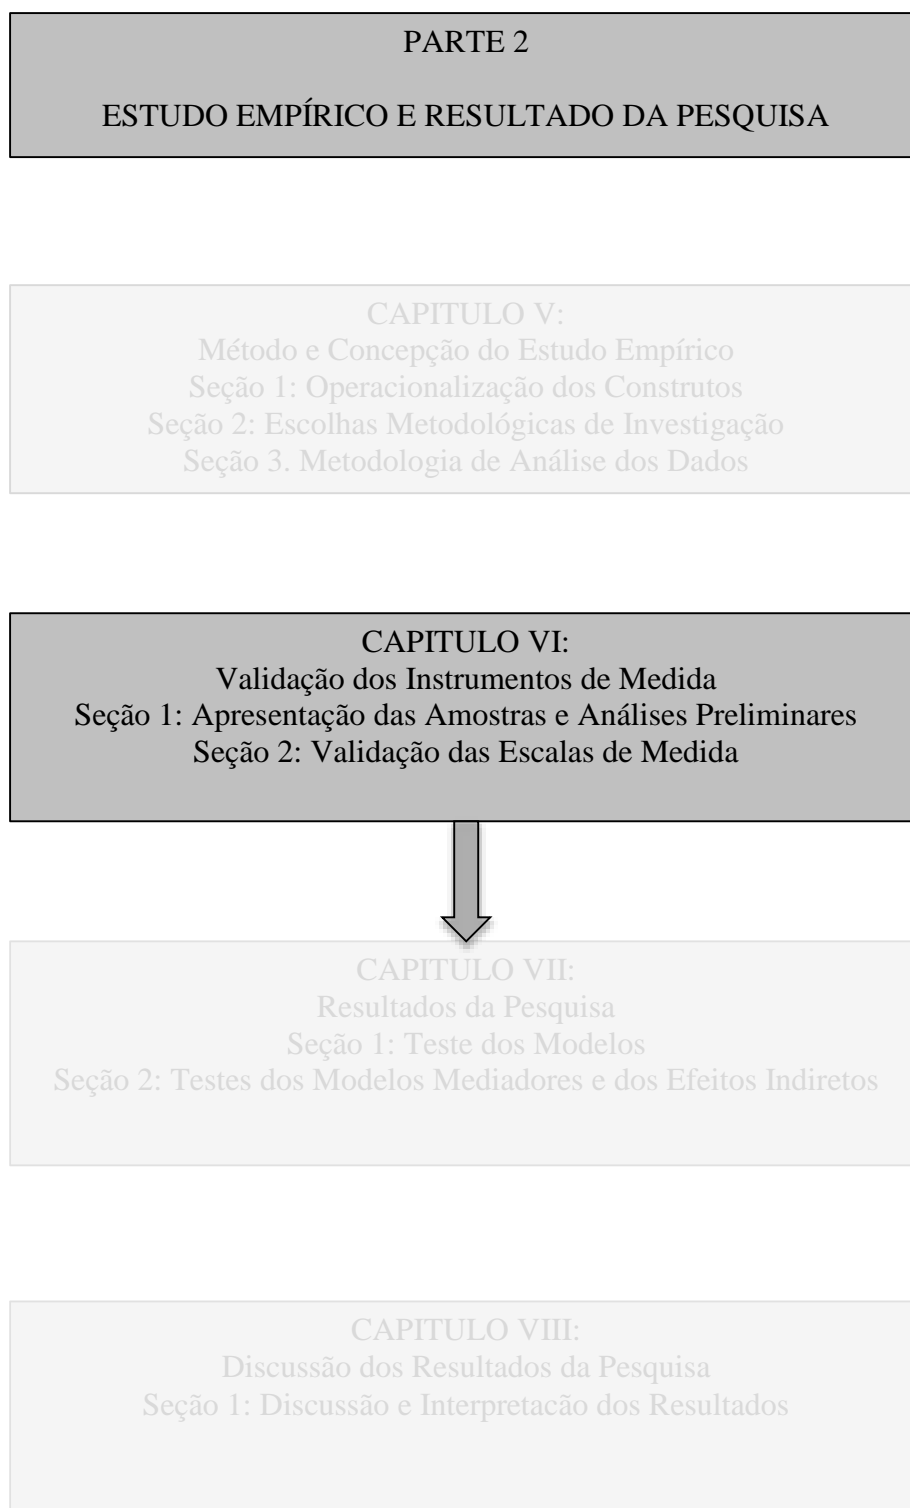 PARTE 2
ESTUDO EMPÍRICO E RESULTADO DA PESQUISA
CAPITULO V:
Método e Concepção do Estudo Empírico
Seção 1: Operacionalização dos Construtos
Seção 2: Escolhas Metodológicas de Investigação
Seção 3. Metodologia de Análise dos Dados
CAPITULO VI:
Validação dos Instrumentos de Medida
Seção 1: Apresentação das Amostras e Análises Preliminares
Seção 2: Validação das Escalas de Medida
CAPITULO VII:
Resultados da Pesquisa
Seção 1: Teste dos Modelos
Seção 2: Testes dos Modelos Mediadores e dos Efeitos Indiretos
CAPITULO VIII:
Discussão dos Resultados da Pesquisa
Seção 1: Discussão e Interpretacão dos Resultados